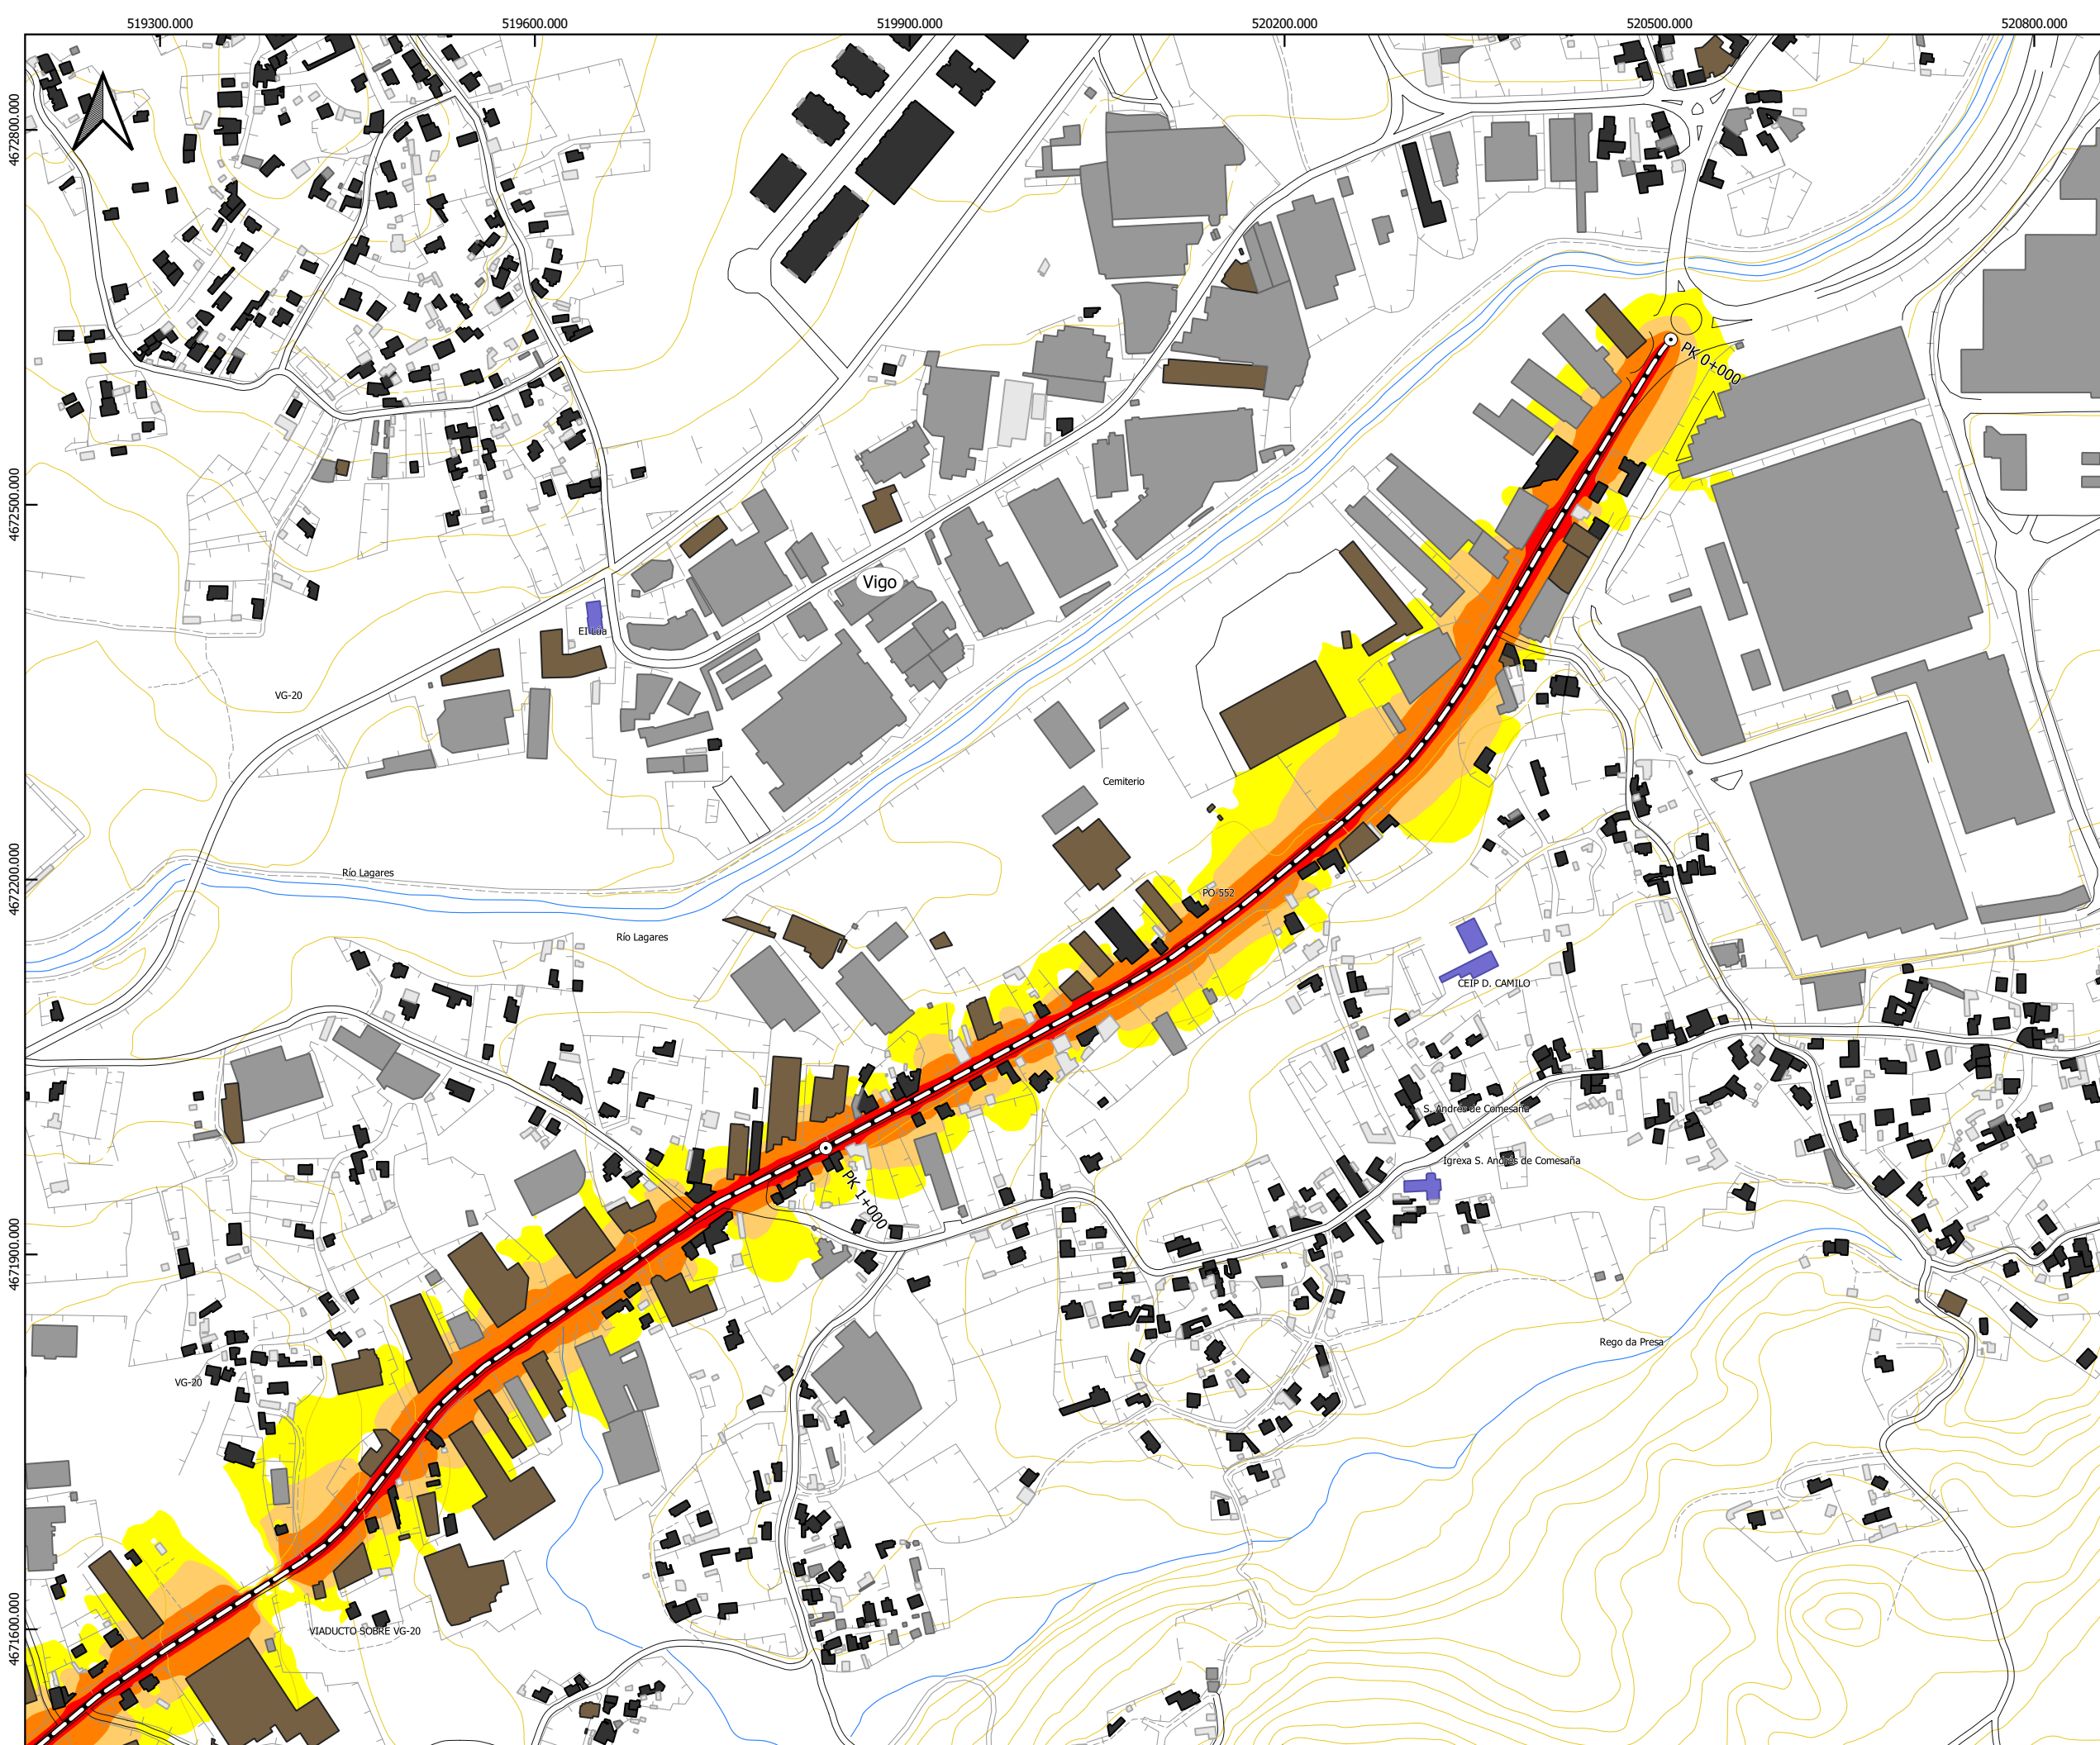 519300.000
519600.000
519900.000
520200.000
520500.000
520800.000
4672800.000
4672500.000
4672200.000
4671900.000
4671600.000
PK 0+000
Vigo
EI Lúa
VG-20
Cemiterio
Río Lagares
PO 552
Río Lagares
CEIP D. CAMILO
S. Andrés de Comesaña
Igrexa S. Andrés de Comesaña
PK 1+000
Rego da Presa
VG-20
VIADUCTO SOBRE VG-20